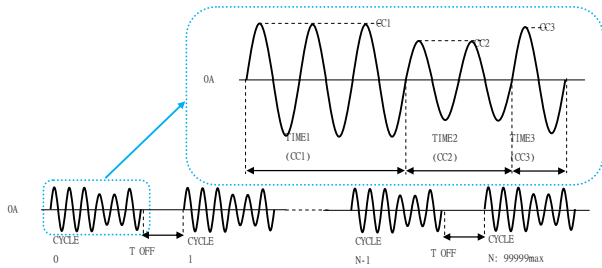 CC1
CC2
CC3
0A
TIME1
(CC1)
TIME2
(CC2)
TIME3
(CC3)
0A
CYCLE
0
T OFF
CYCLE
1
CYCLE
N-1
T OFF
CYCLE
N: 99999max